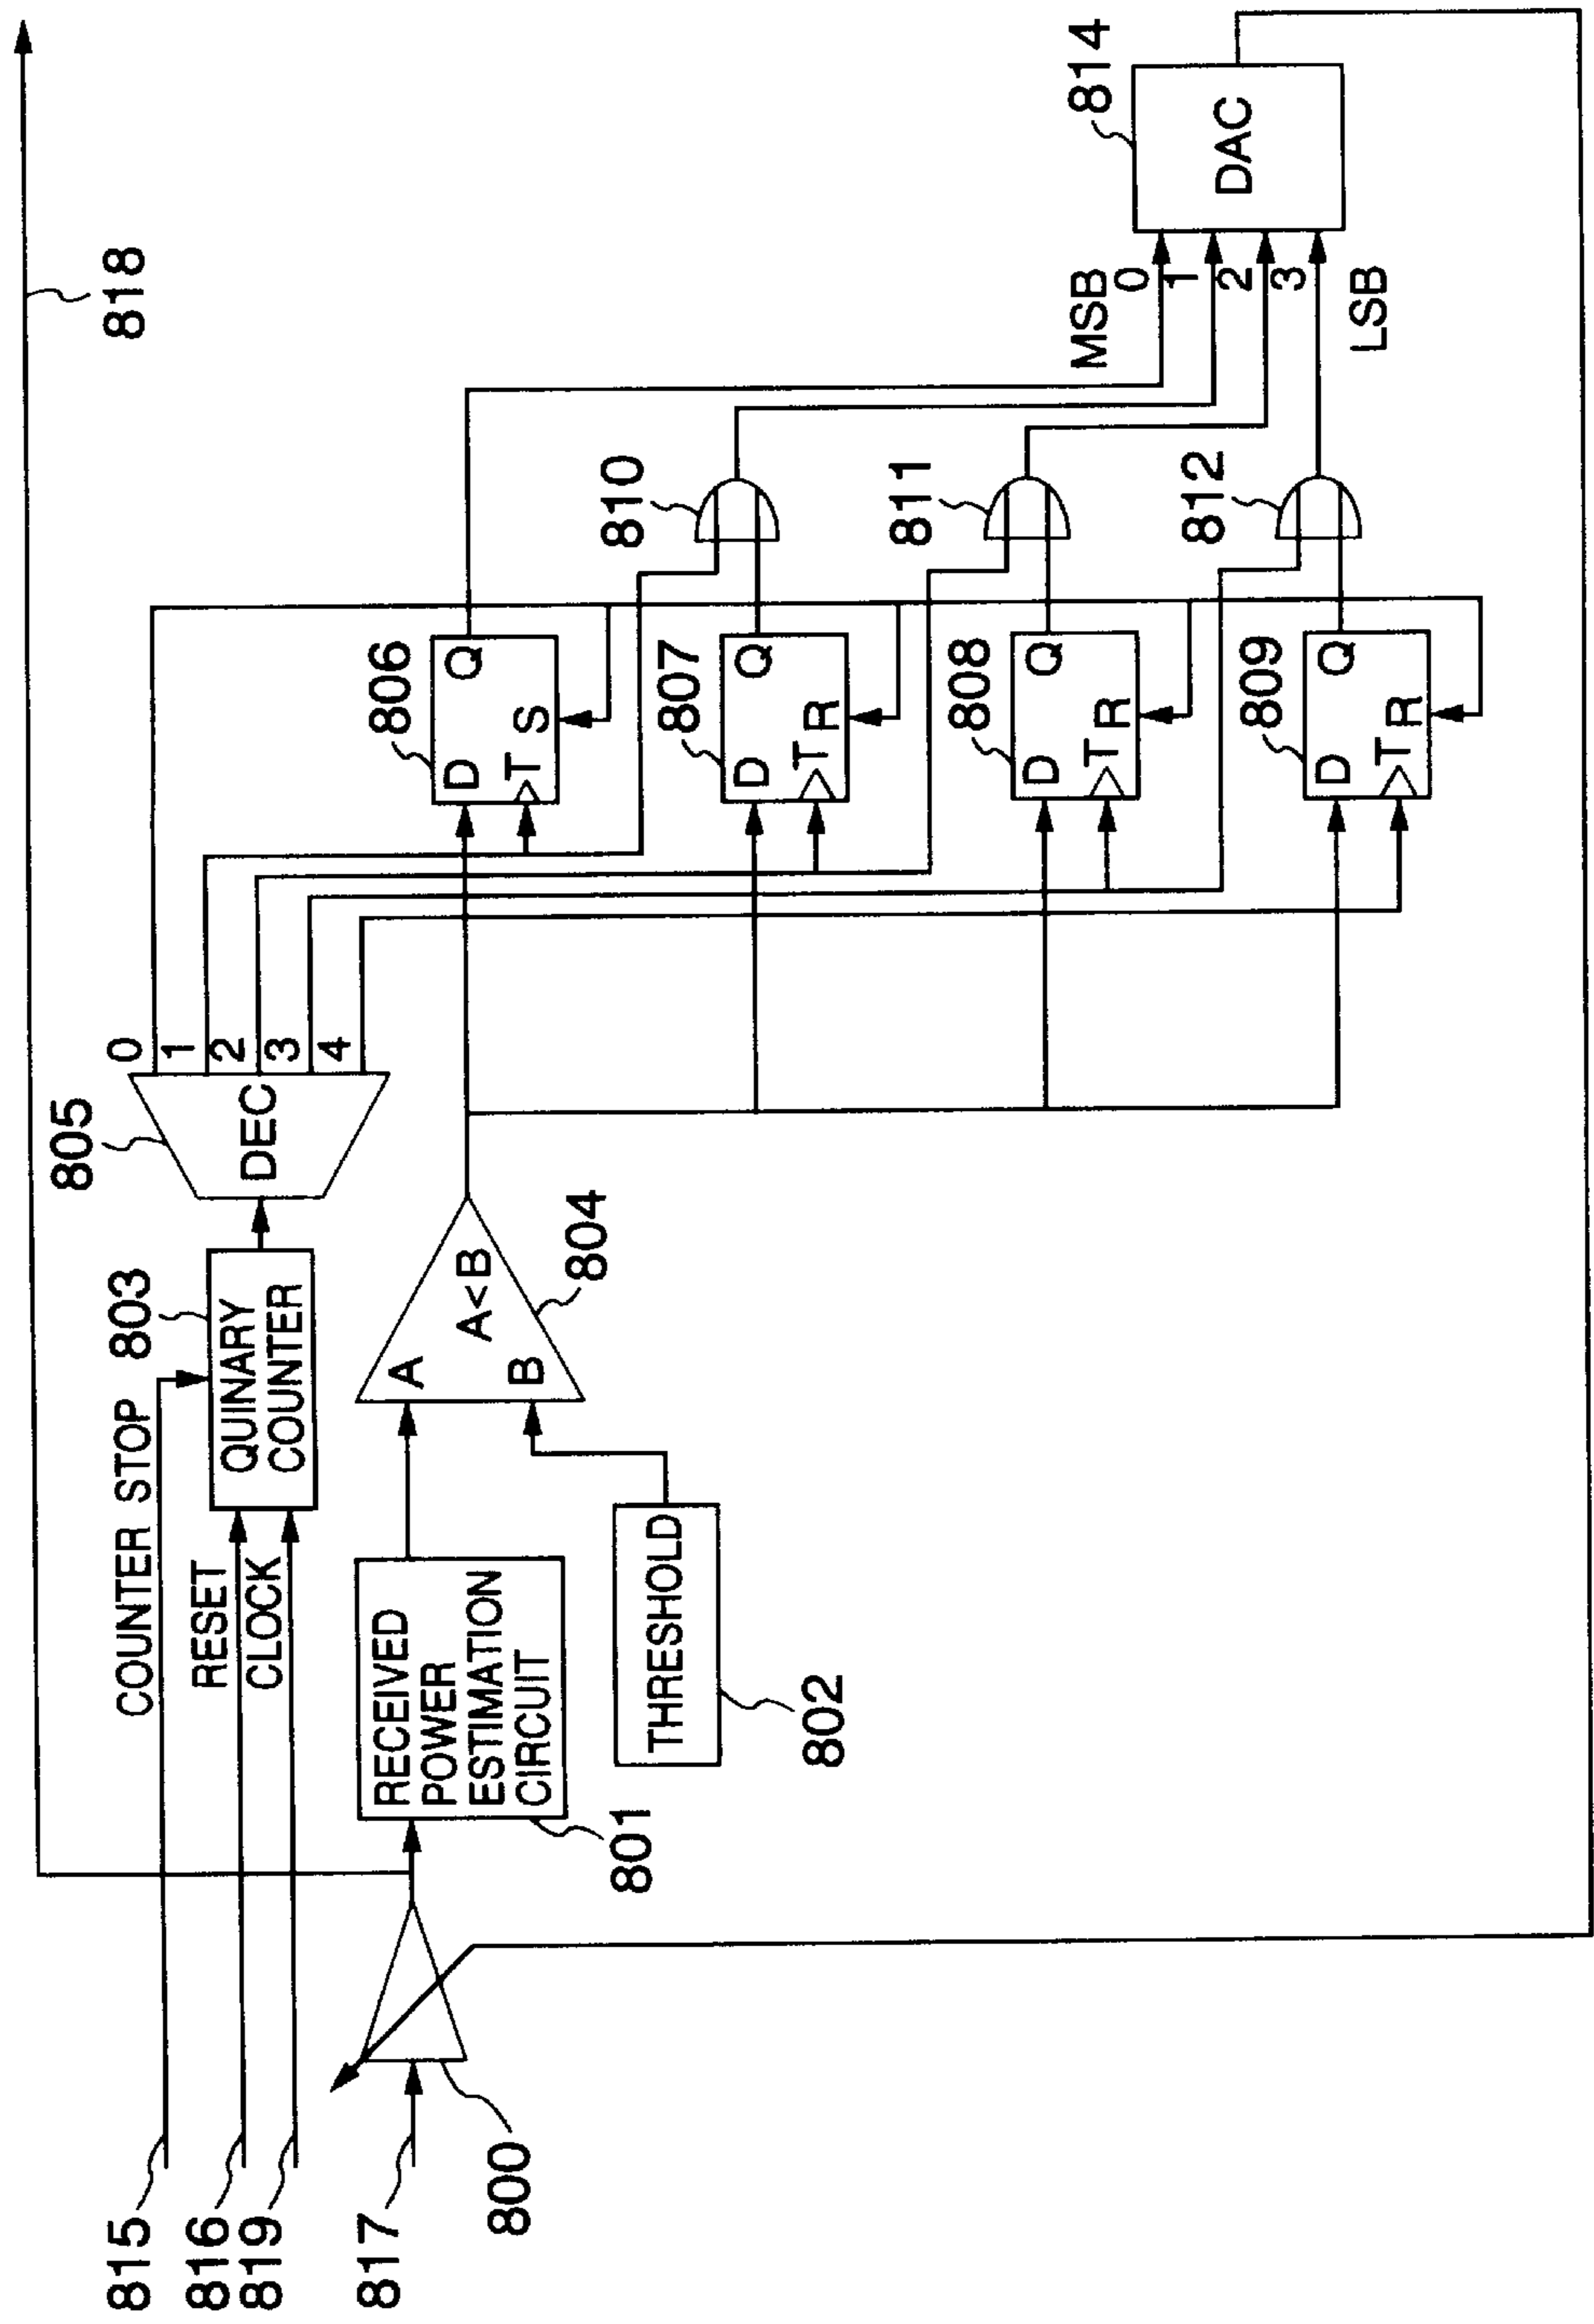 818
805
DEC
0
1
2
3
4
COUNTER STOP
803
QUINARY
COUNTER
RESET
CLOCK
815
816
819
817
800
RECEIVED
POWER
ESTIMATION
CIRCUIT
801
THRESHOLD
802
A
B
A<B
804
806
D
Q
T
S
807
D
Q
T
R
808
D
Q
T
R
809
D
Q
T
R
810
811
812
MSB
0
1
2
3
LSB
DAC
814